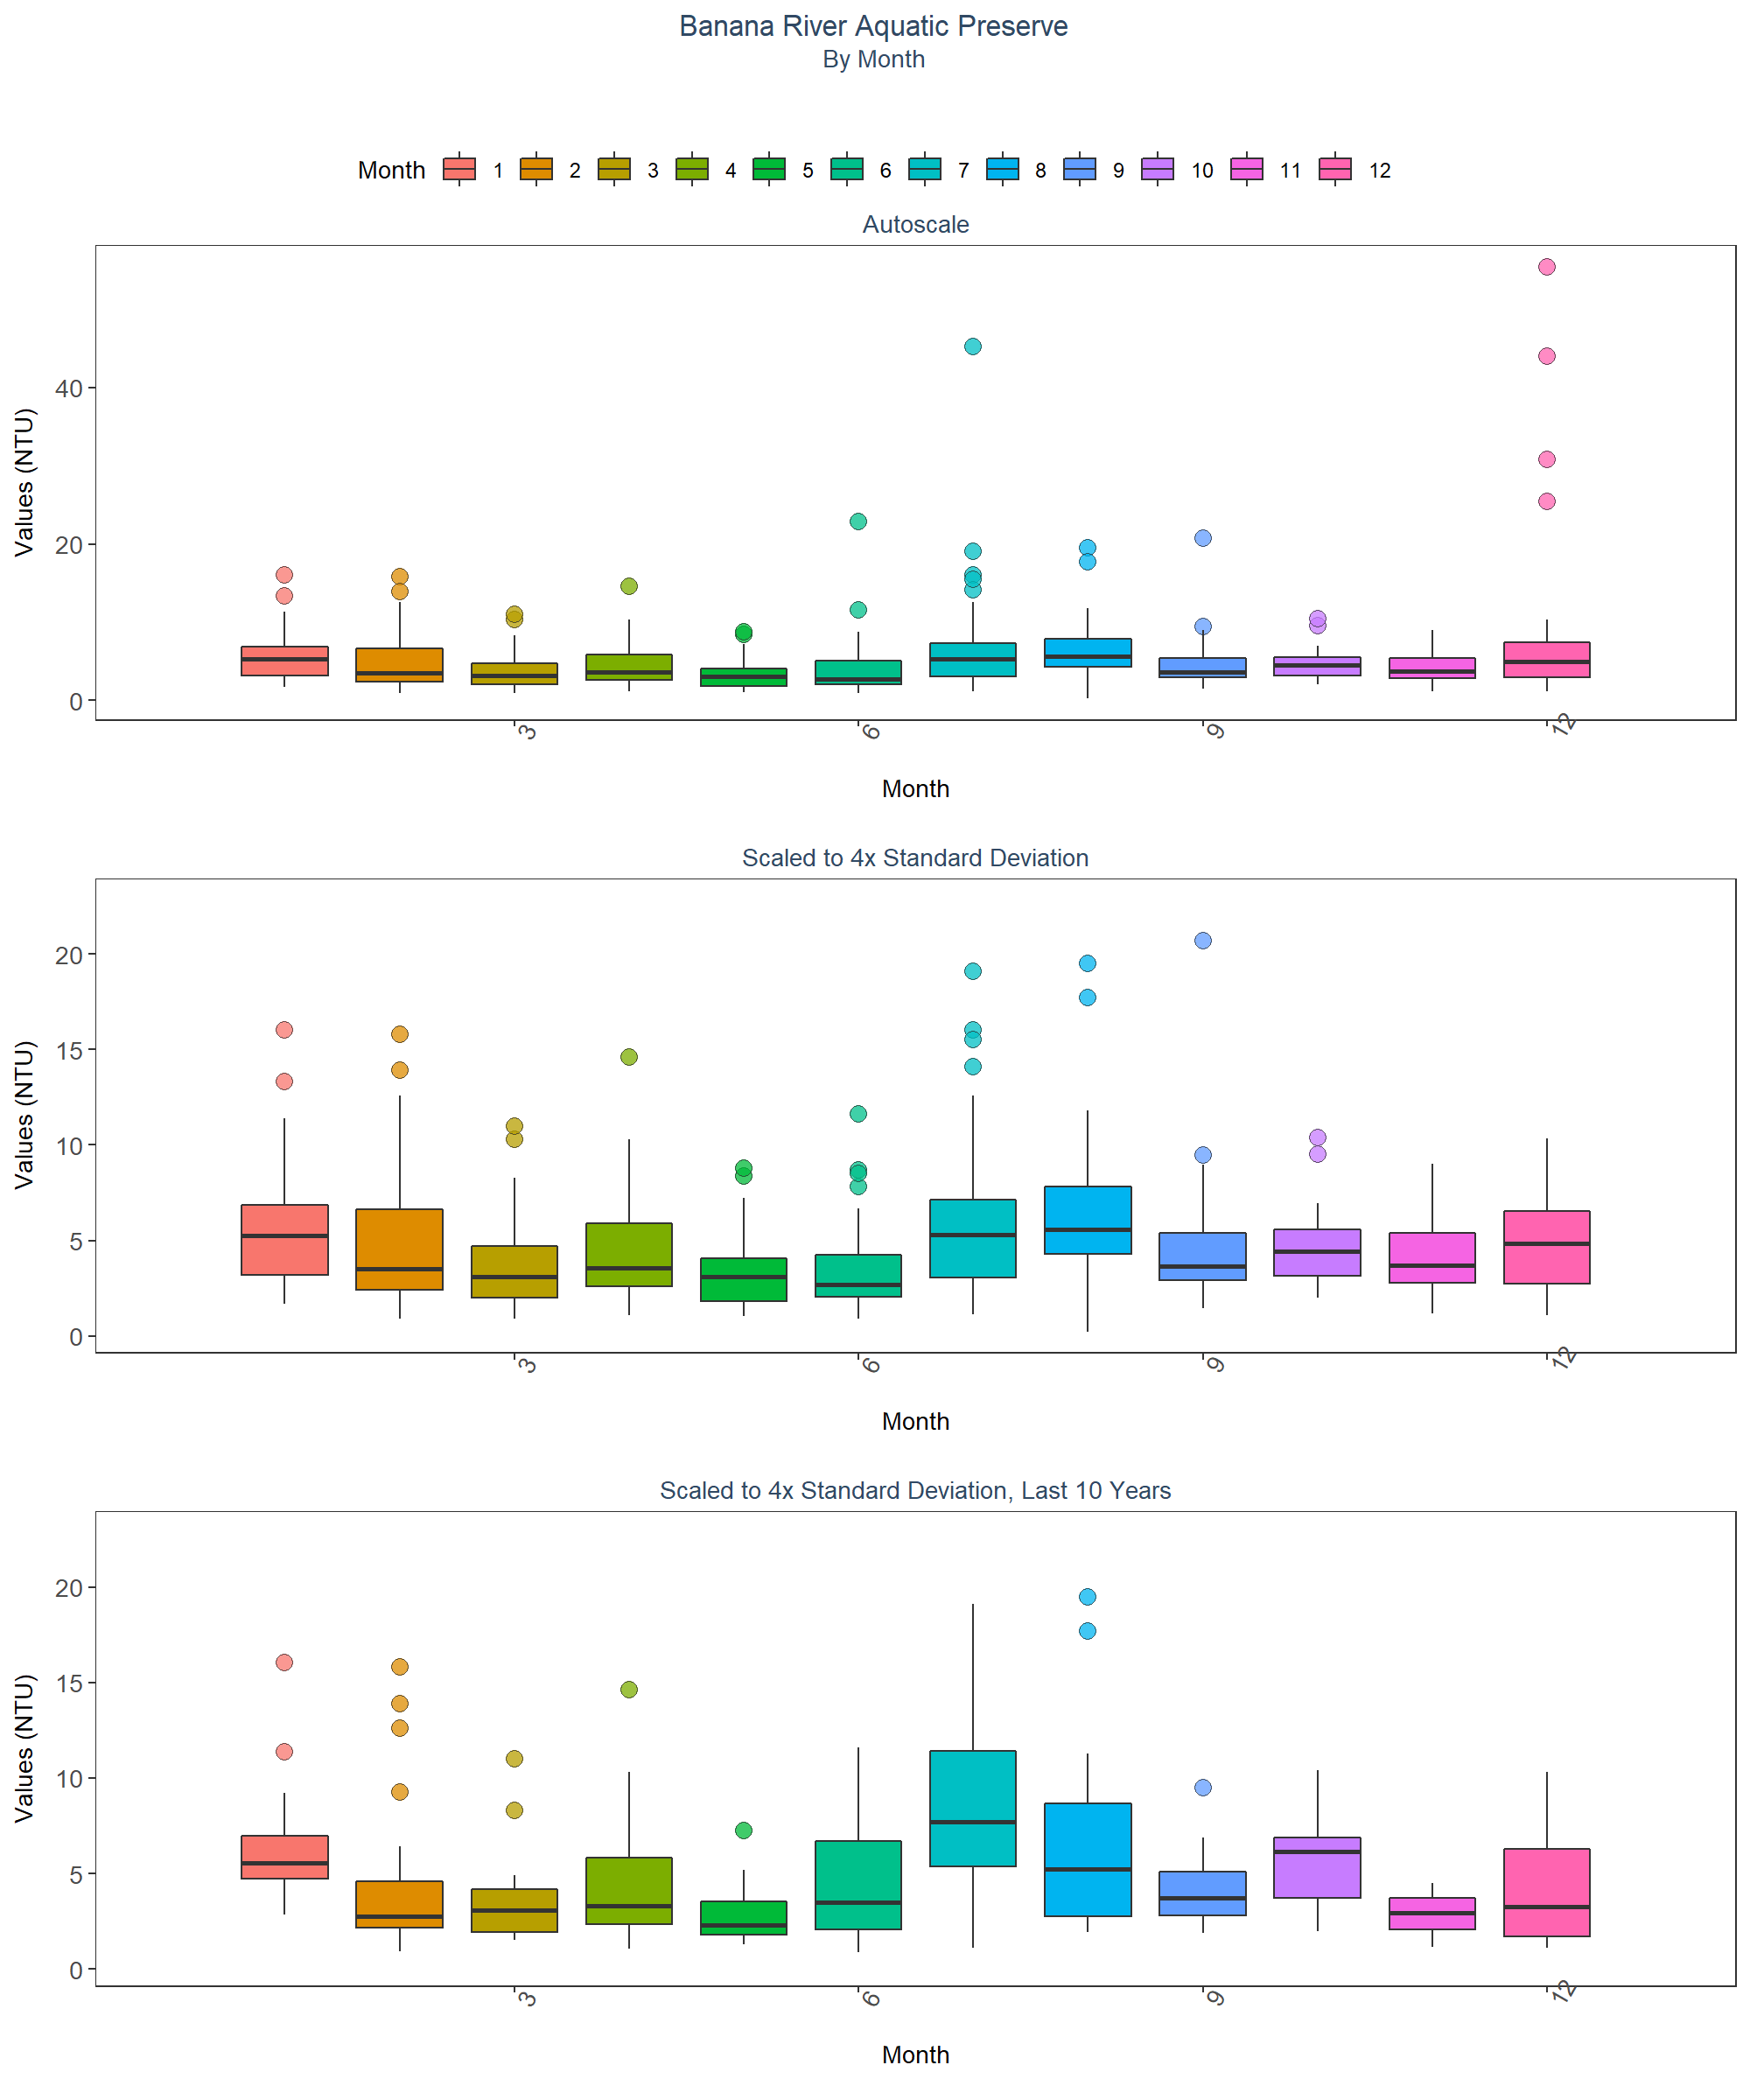 Banana River Aquatic Preserve
By Month
Month 1 2 3 4 5 6 7 8 9 10 11 12
Autoscale
Values (NTU)
40
20
0
3 6 9 12
Month
Scaled to 4x Standard Deviation
Values (NTU)
20
15
10
5
0
3 6 9 12
Month
Scaled to 4x Standard Deviation, Last 10 Years
Values (NTU)
20
15
10
5
0
3 6 9 12
Month